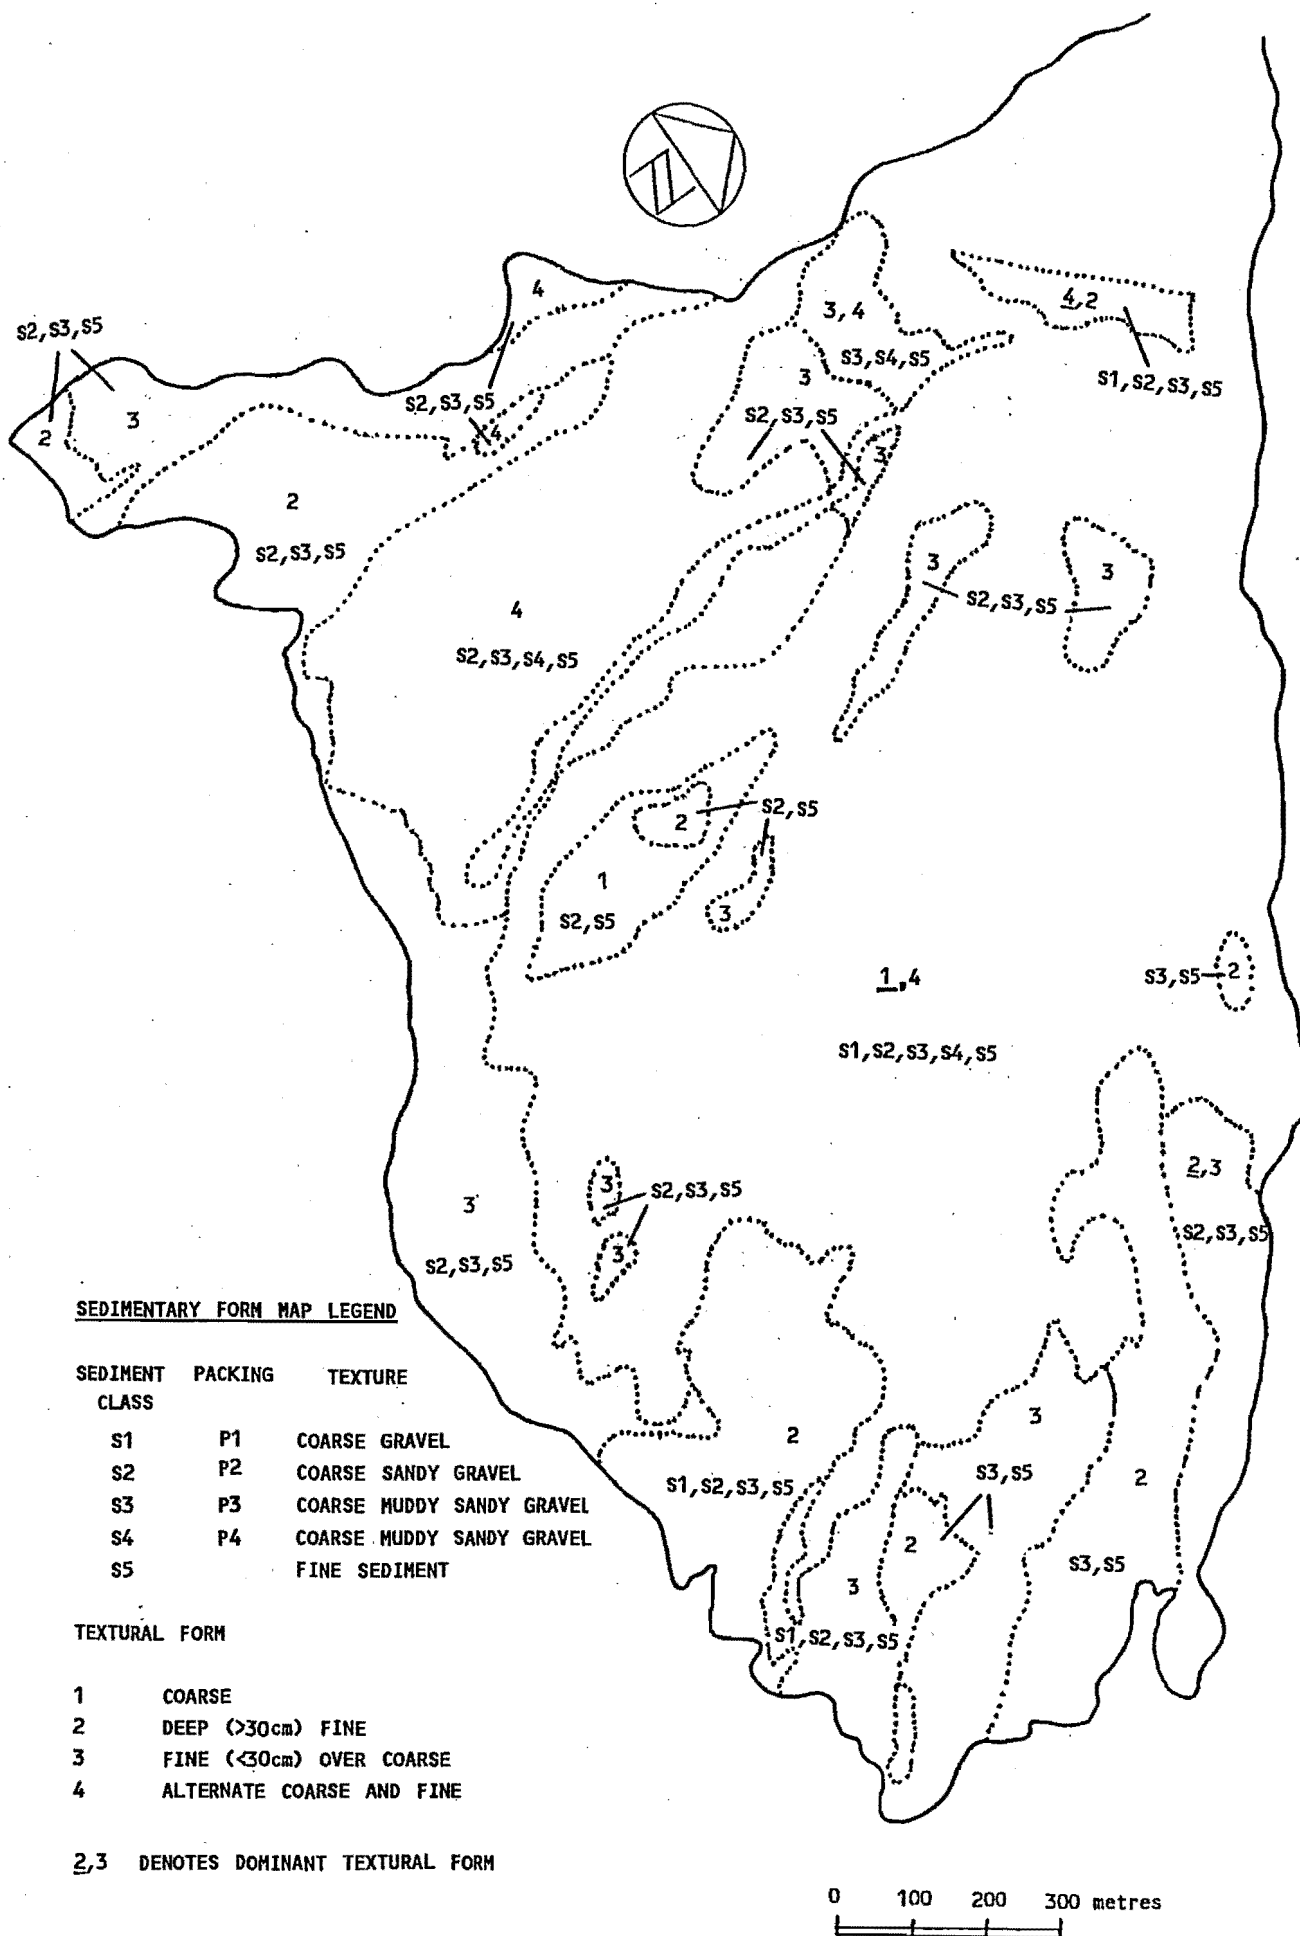 N
4
4,2
S2,S3,S5
3,4
S3,S4,S5
S1,S2,S3,S5
3
2
3
S2,S3,S5
4
S2,S3,S5
3
2
S2,S3,S5
3
3
S2,S3,S5
4
S2,S3,S4,S5
2
S2,S5
1
S2,S5
3
1,4
S3,S5
2
S1,S2,S3,S4,S5
2,3
3
S2,S3,S5
3
S2,S3,S5
3
S2,S3,S5
SEDIMENTARY FORM MAP LEGEND
SEDIMENT PACKING TEXTURE
CLASS
S1 P1 COARSE GRAVEL
S2 P2 COARSE SANDY GRAVEL
S3 P3 COARSE MUDDY SANDY GRAVEL
S4 P4 COARSE MUDDY SANDY GRAVEL
S5 FINE SEDIMENT
3
2
S3,S5
2
S1,S2,S3,S5
2
S3,S5
3
S1,S2,S3,S5
TEXTURAL FORM
1 COARSE
2 DEEP (>30cm) FINE
3 FINE (<30cm) OVER COARSE
4 ALTERNATE COARSE AND FINE
2,3 DENOTES DOMINANT TEXTURAL FORM
0 100 200 300 metres